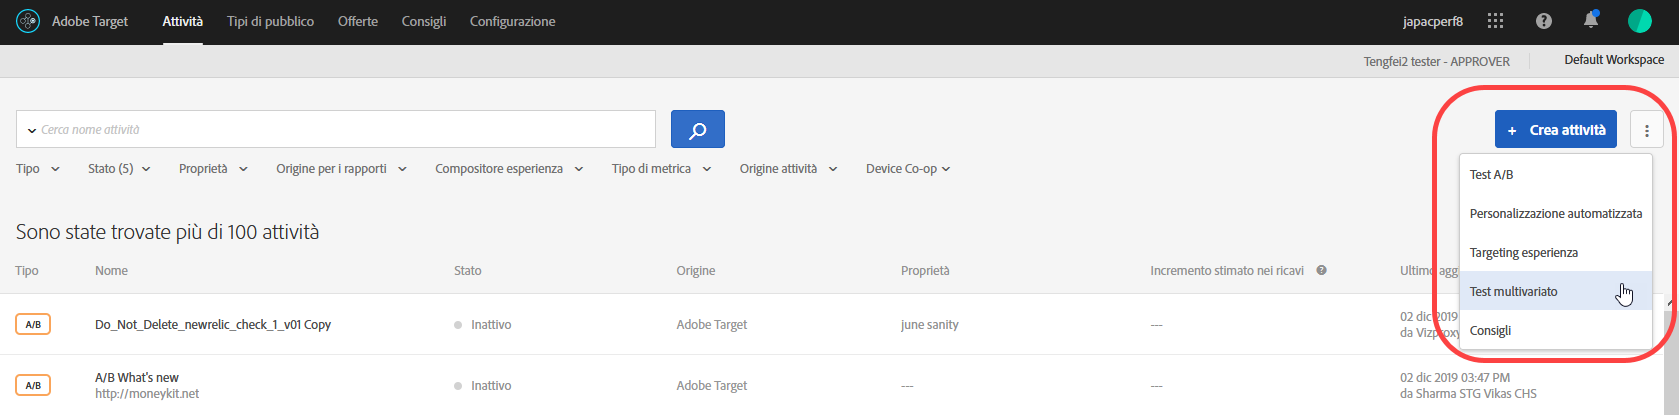 Adobe Target Attività Tipi di pubblico Offerte Consigli Configurazione japacperf8
Tengfei2 tester - APPROVER Default Workspace
Cerca nome attività
+ Crea attività
Tipo Stato (5) Proprietà Origine per i rapporti Compositore esperienza Tipo di metrica Origine attività Device Co-op
Test A/B
Personalizzazione automatizzata
Targeting esperienza
Test multivariato
Consigli
Sono state trovate più di 100 attività
Tipo Nome Stato Origine Proprietà Incremento stimato nei ricavi Ultimo agg
A/B Do_Not_Delete_newrelic_check_1_v01 Copy Inattivo Adobe Target june sanity --- 02 dic 2019
da Vizproxy
A/B A/B What's new Inattivo Adobe Target --- --- 02 dic 2019 03:47 PM
http://moneykit.net da Sharma STG Vikas CHS